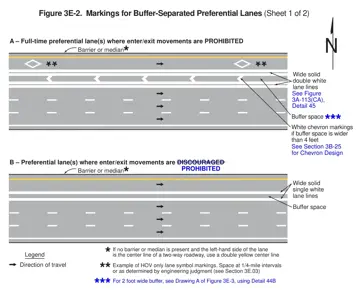 Figure 3E-2. Markings for Buffer-Separated Preferential Lanes (Sheet 1 of 2)
A – Full-time preferential lane(s) where enter/exit movements are PROHIBITED
Barrier or median*
N
**
**
Wide solid
double white
lane lines
See Figure
3A-113(CA),
Detail 45
Buffer space ***
White chevron markings
if buffer space is wider
than 4 feet
See Section 3B-25
for Chevron Design
B – Preferential lane(s) where enter/exit movements are DISCOURAGED
PROHIBITED
Barrier or median*
Wide solid
single white
lane lines
Buffer space
Legend
Direction of travel
* If no barrier or median is present and the left-hand side of the lane
is the center line of a two-way roadway, use a double yellow center line
** Example of HOV only lane symbol markings. Space at 1/4-mile intervals
or as determined by engineering judgment (see Section 3E.03)
*** For 2 foot wide buffer, see Drawing A of Figure 3E-3, using Detail 44B